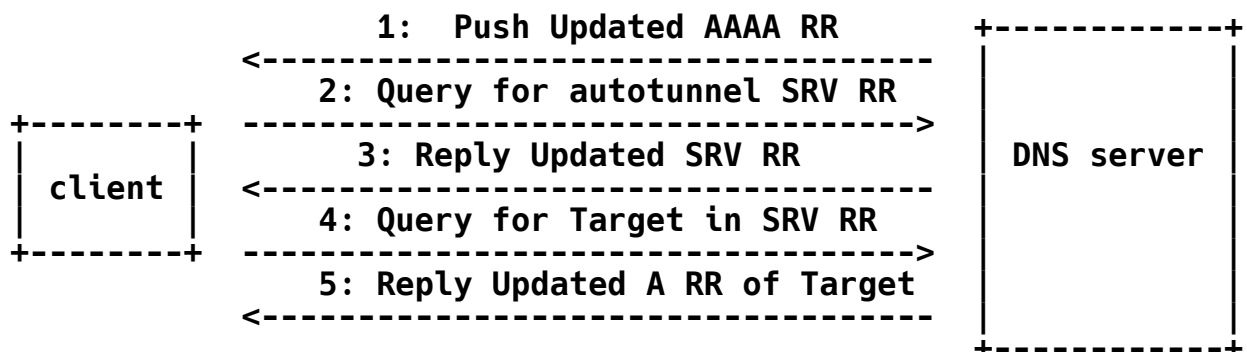 1:  Push Updated AAAA RR
2: Query for autotunnel SRV RR
3: Reply Updated SRV RR
DNS server
client
4: Query for Target in SRV RR
5: Reply Updated A RR of Target